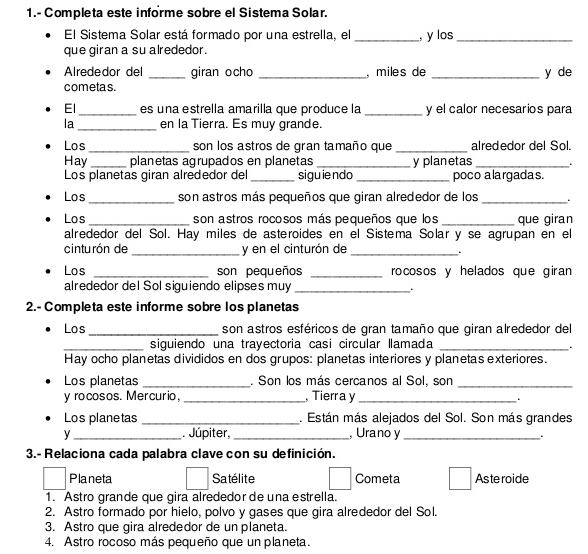 1.- Completa este informe sobre el Sistema Solar.
• El Sistema Solar está formado por una estrella, el _________, y los ________________
que giran a su alrededor.
• Alrededor del _____ giran ocho _______________, miles de _______________ y de
cometas.
• El ________ es una estrella amarilla que produce la ________ y el calor necesarios para
la ___________ en la Tierra. Es muy grande.
• Los ______________ son los astros de gran tamaño que __________ alrededor del Sol.
Hay _____ planetas agrupados en planetas _____________ y planetas _____________.
Los planetas giran alrededor del ______ siguiendo _____________ poco alargadas.
• Los ____________ son astros más pequeños que giran alrededor de los ____________.
• Los ______________ son astros rocosos más pequeños que los __________ que giran
alrededor del Sol. Hay miles de asteroides en el Sistema Solar y se agrupan en el
cinturón de _______________ y en el cinturón de _______________.
• Los ________________ son pequeños __________ rocosos y helados que giran
alrededor del Sol siguiendo elipses muy ________________.
2.- Completa este informe sobre los planetas
• Los __________________ son astros esféricos de gran tamaño que giran alrededor del
___________ siguiendo una trayectoria casi circular llamada __________________.
Hay ocho planetas divididos en dos grupos: planetas interiores y planetas exteriores.
• Los planetas _______________. Son los más cercanos al Sol, son ________________
y rocosos. Mercurio, _________________, Tierra y ______________________.
• Los planetas ______________________. Están más alejados del Sol. Son más grandes
y _______________. Júpiter, ________________, Urano y ___________________.
3.- Relaciona cada palabra clave con su definición.
Planeta Satélite Cometa Asteroide
1. Astro grande que gira alrededor de una estrella.
2. Astro formado por hielo, polvo y gases que gira alrededor del Sol.
3. Astro que gira alrededor de un planeta.
4. Astro rocoso más pequeño que un planeta.